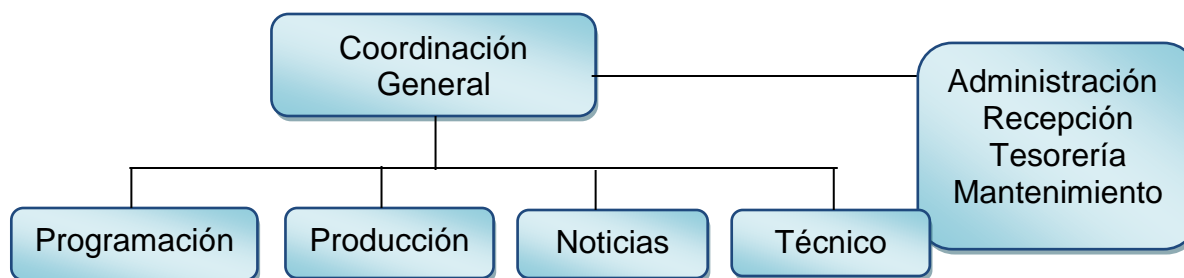 Coordinación
General
Administración
Recepción
Tesorería
Mantenimiento
Programación
Producción
Noticias
Técnico